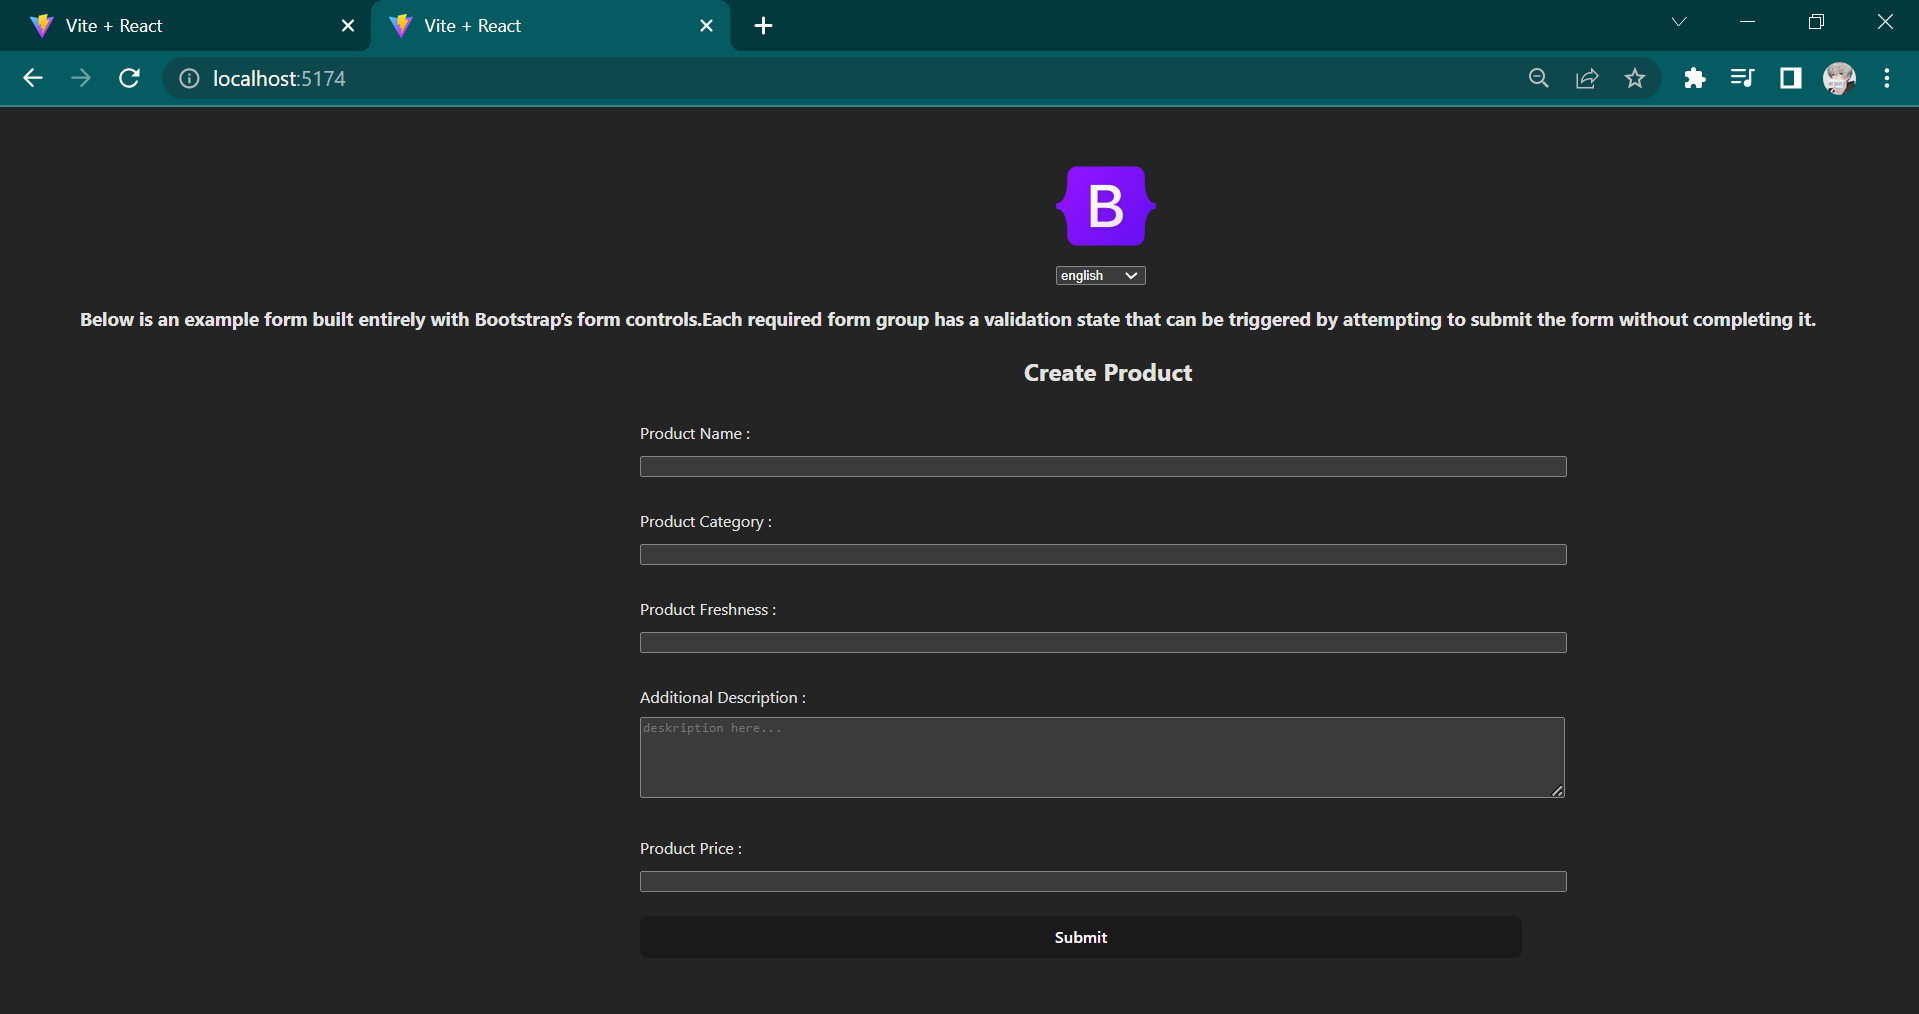 Vite + React
Vite + React
localhost:5174
B
english
Below is an example form built entirely with Bootstrap’s form controls.Each required form group has a validation state that can be triggered by attempting to submit the form without completing it.
Create Product
Product Name :
Product Category :
Product Freshness :
Additional Description :
deskription here...
Product Price :
Submit